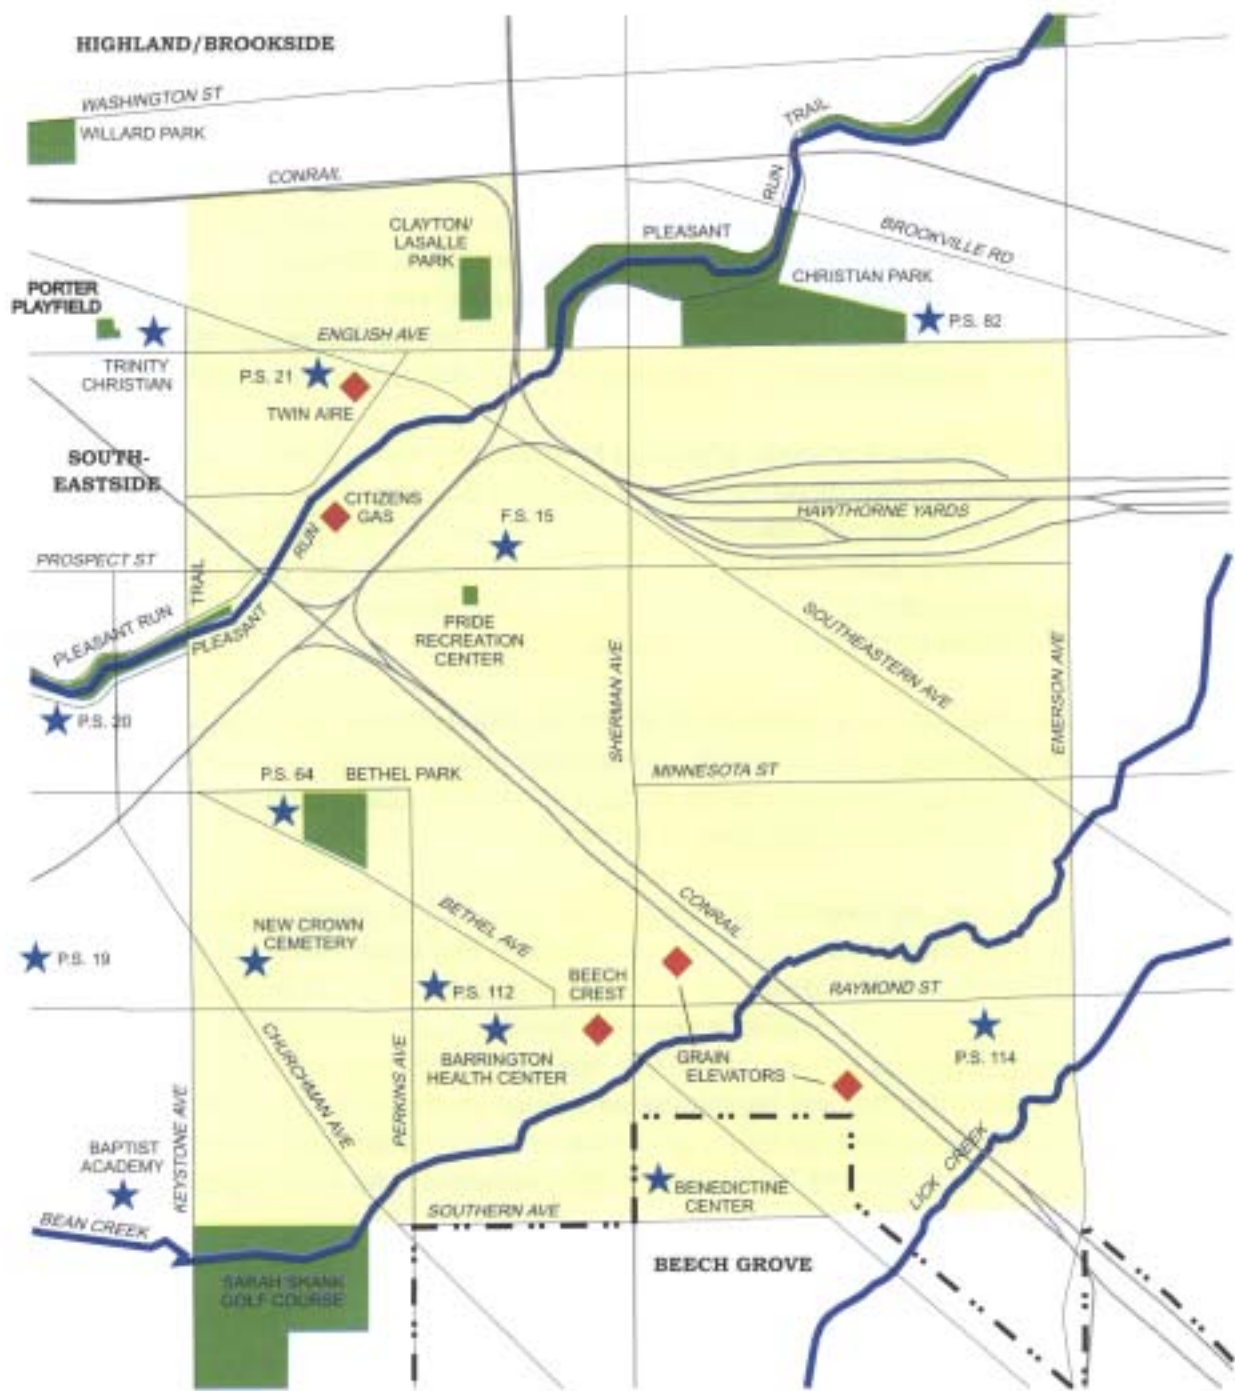 HIGHLAND/BROOKSIDE
WASHINGTON ST
WILLARD PARK
TRAIL
CONRAIL
RUN
CLAYTON/
LASALLE
PARK
PLEASANT
BROOKVILLE RD
CHRISTIAN PARK
PORTER
PLAYFIELD
P.S. 82
ENGLISH AVE
TRINITY
CHRISTIAN
P.S. 21
TWIN AIRE
SOUTH-
EASTSIDE
CITIZENS
GAS
F.S. 15
HAWTHORNE YARDS
RUN
PROSPECT ST
TRAIL
PLEASANT RUN
PLEASANT
PRIDE
RECREATION
CENTER
SOUTHEASTERN AVE
SHERMAN AVE
EMERSON AVE
P.S. 20
P.S. 64
BETHEL PARK
MINNESOTA ST
BETHEL AVE
CONRAIL
NEW CROWN
CEMETERY
P.S. 19
BEECH
CREST
P.S. 112
RAYMOND ST
CHURCHMAN AVE
PERKINS AVE
BARRINGTON
HEALTH CENTER
GRAIN
ELEVATORS
P.S. 114
KEYSTONE AVE
BAPTIST
ACADEMY
LICK CREEK
BENEDICTINE
CENTER
BEAN CREEK
SOUTHERN AVE
BEECH GROVE
SARAH SHANK
GOLF COURSE